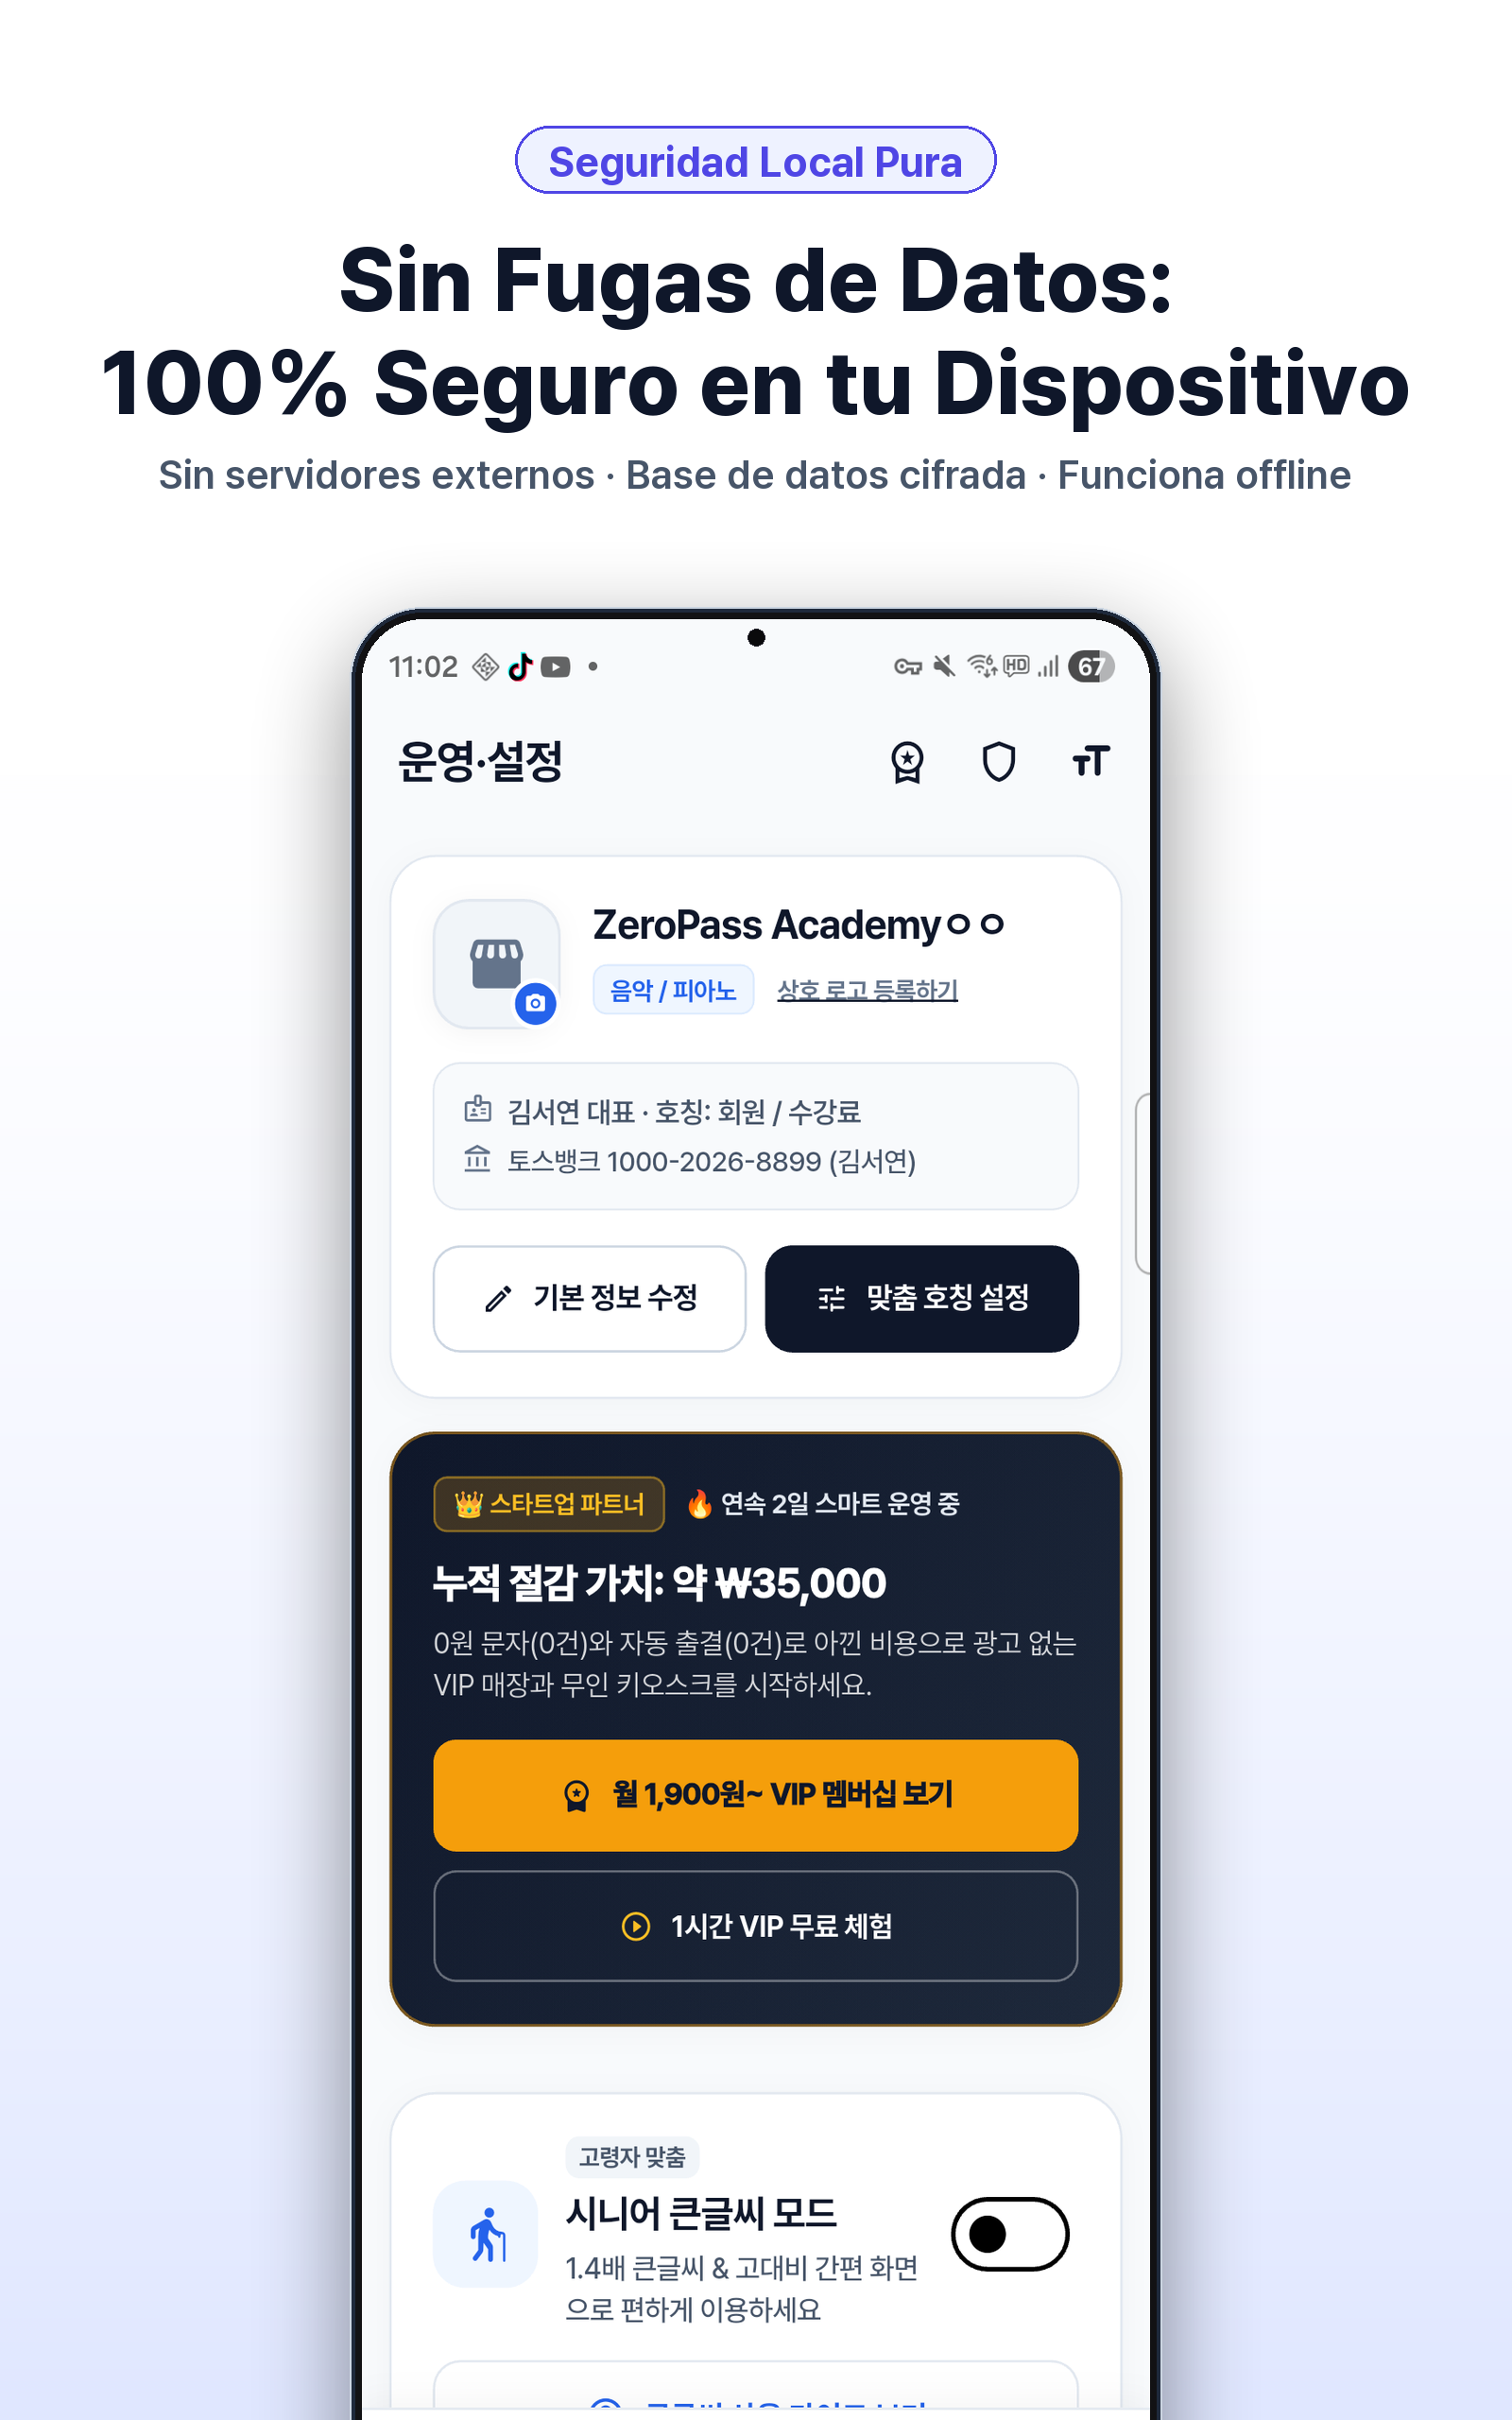 Seguridad Local Pura
Sin Fugas de Datos:
100% Seguro en tu Dispositivo
Sin servidores externos · Base de datos cifrada · Funciona offline
11:02
HD
67
운영·설정
ZeroPass Academyㅇㅇ
음악 / 피아노 상호 로고 등록하기
김서연 대표 · 호칭: 회원 / 수강료
토스뱅크 1000-2026-8899 (김서연)
기본 정보 수정 맞춤 호칭 설정
👑 스타트업 파트너 🔥 연속 2일 스마트 운영 중
누적 절감 가치: 약 ₩35,000
0원 문자(0건)와 자동 출결(0건)로 아낀 비용으로 광고 없는
VIP 매장과 무인 키오스크를 시작하세요.
월 1,900원~ VIP 멤버십 보기
1시간 VIP 무료 체험
고령자 맞춤
시니어 큰글씨 모드
1.4배 큰글씨 & 고대비 간편 화면
으로 편하게 이용하세요